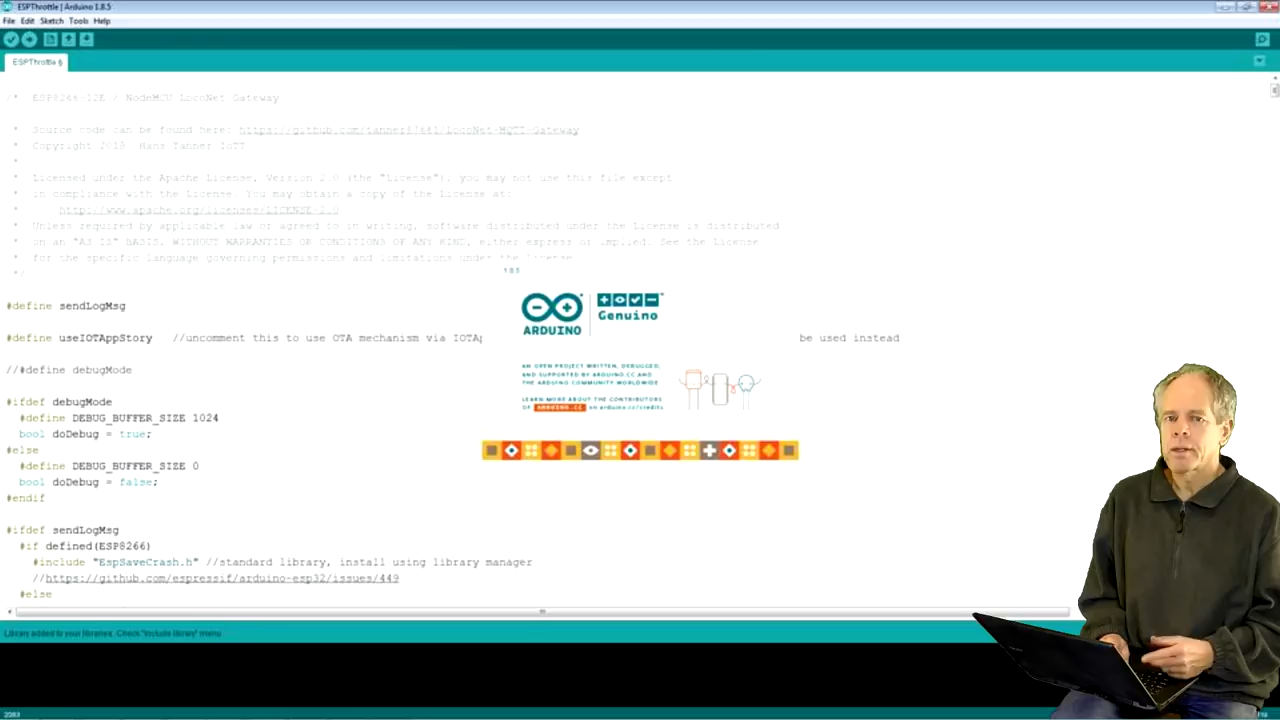 ESPThrottle | Arduino 1.8.5
File Edit Sketch Tools Help
ESPThrottle §
/* ESP8266-12E / NodeMCU LocoNet Gateway
* Source code can be found here: https://github.com/tanner87661/LocoNet-MQTT-Gateway
* Copyright 2018 Hans Tanner IoTT
*
* Licensed under the Apache License, Version 2.0 (the "License"); you may not use this file except
* in compliance with the License. You may obtain a copy of the License at:
* http://www.apache.org/licenses/LICENSE-2.0
* Unless required by applicable law or agreed to in writing, software distributed under the License is distributed
* on an "AS IS" BASIS, WITHOUT WARRANTIES OR CONDITIONS OF ANY KIND, either express or implied. See the License
* for the specific language governing permissions and limitations under the License
*/
1.8.5
#define sendLogMsg
ARDUINO
Genuino
#define useIOTAppStory //uncomment this to use OTA mechanism via IOTAp be used instead
//#define debugMode
AN OPEN PROJECT WRITTEN, DEBUGGED,
AND SUPPORTED BY ARDUINO.CC AND
THE ARDUINO COMMUNITY WORLDWIDE
LEARN MORE ABOUT THE CONTRIBUTORS
OF ARDUINO.CC on arduino.cc/credits
#ifdef debugMode
#define DEBUG_BUFFER_SIZE 1024
bool doDebug = true;
#else
#define DEBUG_BUFFER_SIZE 0
bool doDebug = false;
#endif
#ifdef sendLogMsg
#if defined(ESP8266)
#include "EspSaveCrash.h" //standard library, install using library manager
//https://github.com/espressif/arduino-esp32/issues/449
#else
Library added to your libraries. Check "Include library" menu
2083